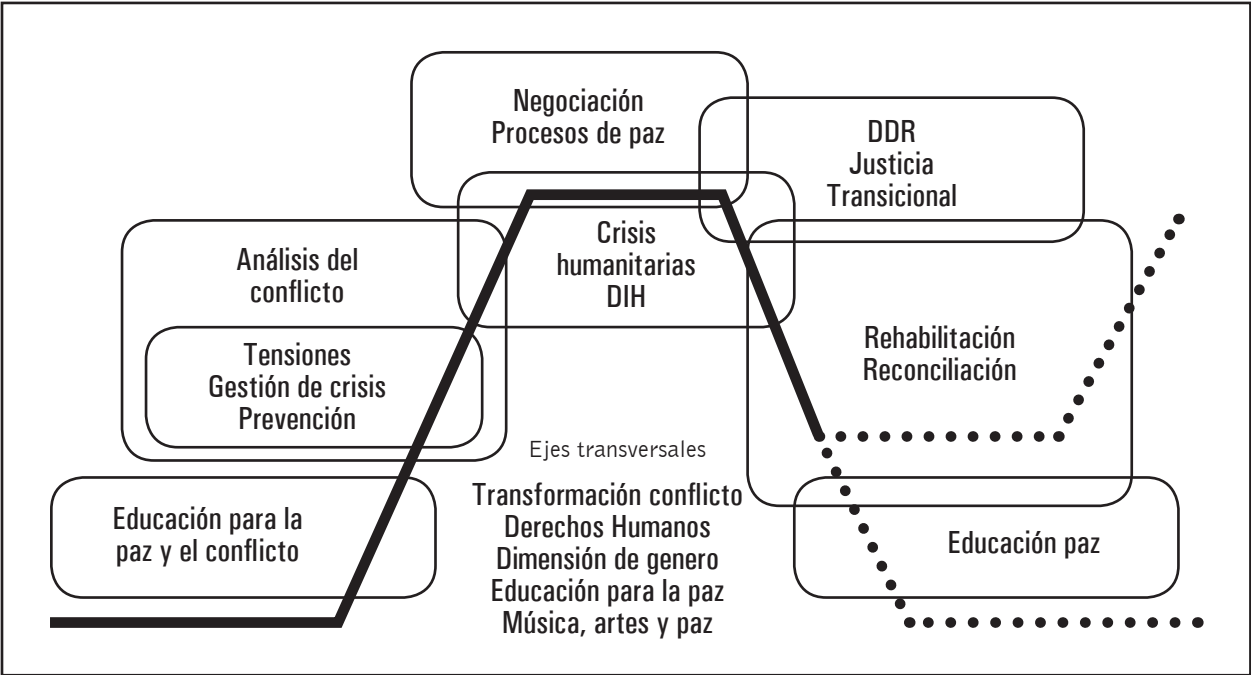 Negociación
Procesos de paz
DDR
Justicia
Transicional
Análisis del
conflicto
Crisis
humanitarias
DIH
Tensiones
Gestión de crisis
Prevención
Rehabilitación
Reconciliación
Educación para la
paz y el conflicto
Ejes transversales
Transformación conflicto
Derechos Humanos
Dimensión de genero
Educación para la paz
Música, artes y paz
Educación paz